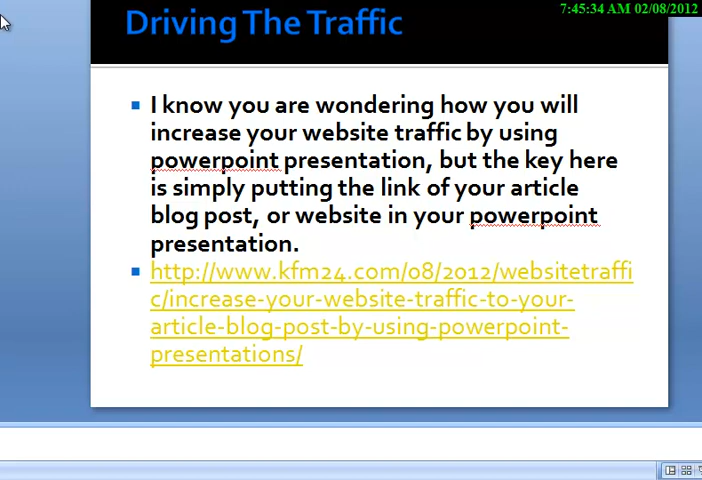 7:45:34 AM 02/08/2012
Driving The Traffic
I know you are wondering how you will
increase your website traffic by using
powerpoint presentation, but the key here
is simply putting the link of your article
blog post, or website in your powerpoint
presentation.
http://www.kfm24.com/08/2012/websitetraffi
c/increase-your-website-traffic-to-your-
article-blog-post-by-using-powerpoint-
presentations/